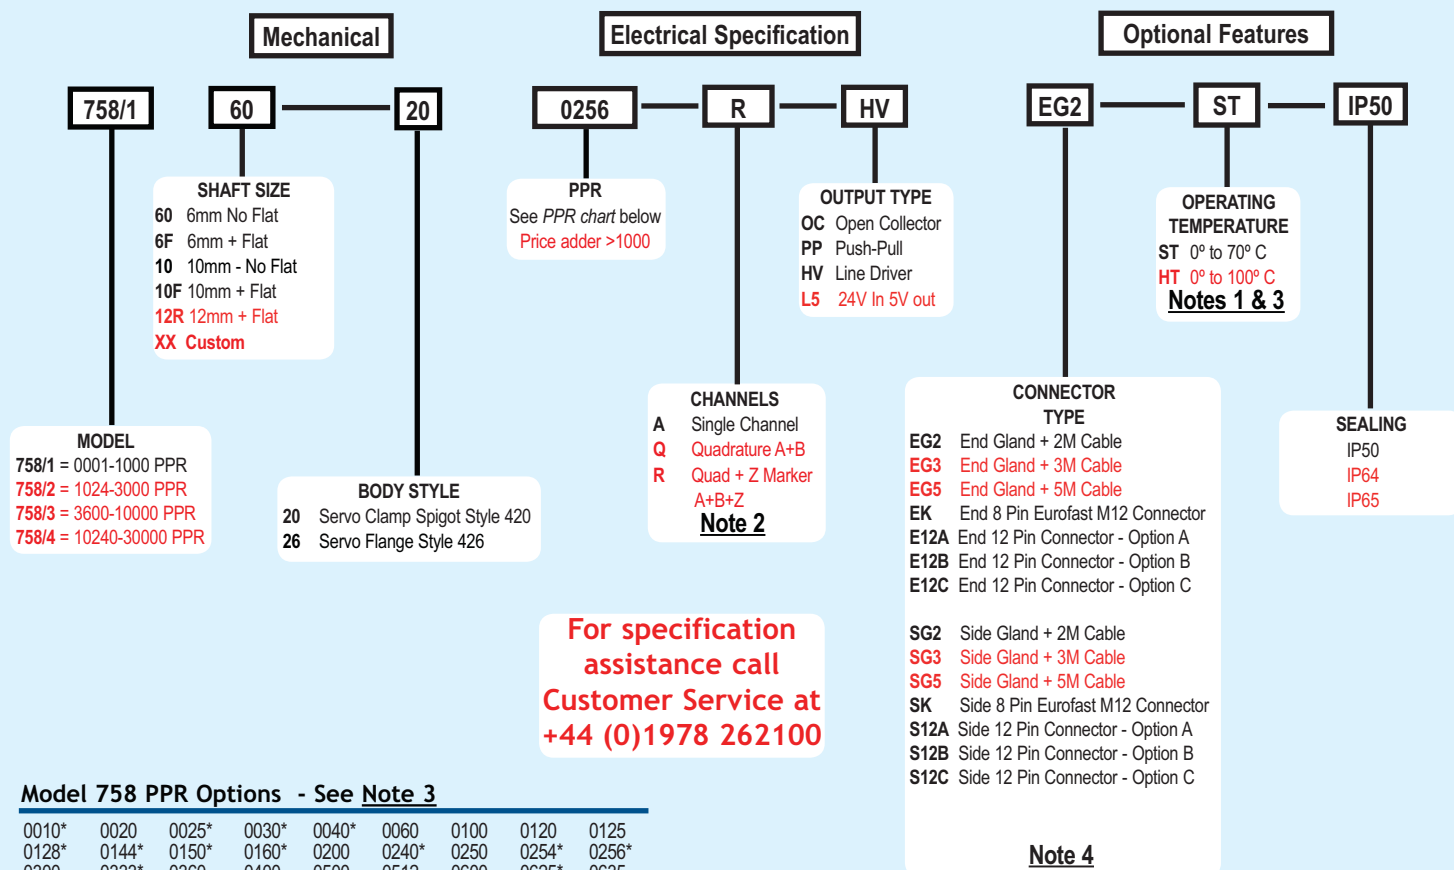 Mechanical
Electrical Specification
Optional Features
758/1
60
20
0256
R
HV
EG2
ST
IP50
SHAFT SIZE
60 6mm No Flat
6F 6mm + Flat
10 10mm - No Flat
10F 10mm + Flat
12R 12mm + Flat
XX Custom
PPR
See PPR chart below
Price adder >1000
OUTPUT TYPE
OC Open Collector
PP Push-Pull
HV Line Driver
L5 24V In 5V out
OPERATING
TEMPERATURE
ST 0º to 70º C
HT 0º to 100º C
Notes 1 & 3
MODEL
758/1 = 0001-1000 PPR
758/2 = 1024-3000 PPR
758/3 = 3600-10000 PPR
758/4 = 10240-30000 PPR
BODY STYLE
20 Servo Clamp Spigot Style 420
26 Servo Flange Style 426
CHANNELS
A Single Channel
Q Quadrature A+B
R Quad + Z Marker
A+B+Z
Note 2
CONNECTOR
TYPE
EG2 End Gland + 2M Cable
EG3 End Gland + 3M Cable
EG5 End Gland + 5M Cable
EK End 8 Pin Eurofast M12 Connector
E12A End 12 Pin Connector - Option A
E12B End 12 Pin Connector - Option B
E12C End 12 Pin Connector - Option C
SG2 Side Gland + 2M Cable
SG3 Side Gland + 3M Cable
SG5 Side Gland + 5M Cable
SK Side 8 Pin Eurofast M12 Connector
S12A Side 12 Pin Connector - Option A
S12B Side 12 Pin Connector - Option B
S12C Side 12 Pin Connector - Option C
Note 4
SEALING
IP50
IP64
IP65
For specification
assistance call
Customer Service at
+44 (0)1978 262100
Model 758 PPR Options - See Note 3
0010* 0020 0025* 0030* 0040* 0060 0100 0120 0125
0128* 0144* 0150* 0160* 0200 0240* 0250 0254* 0256*